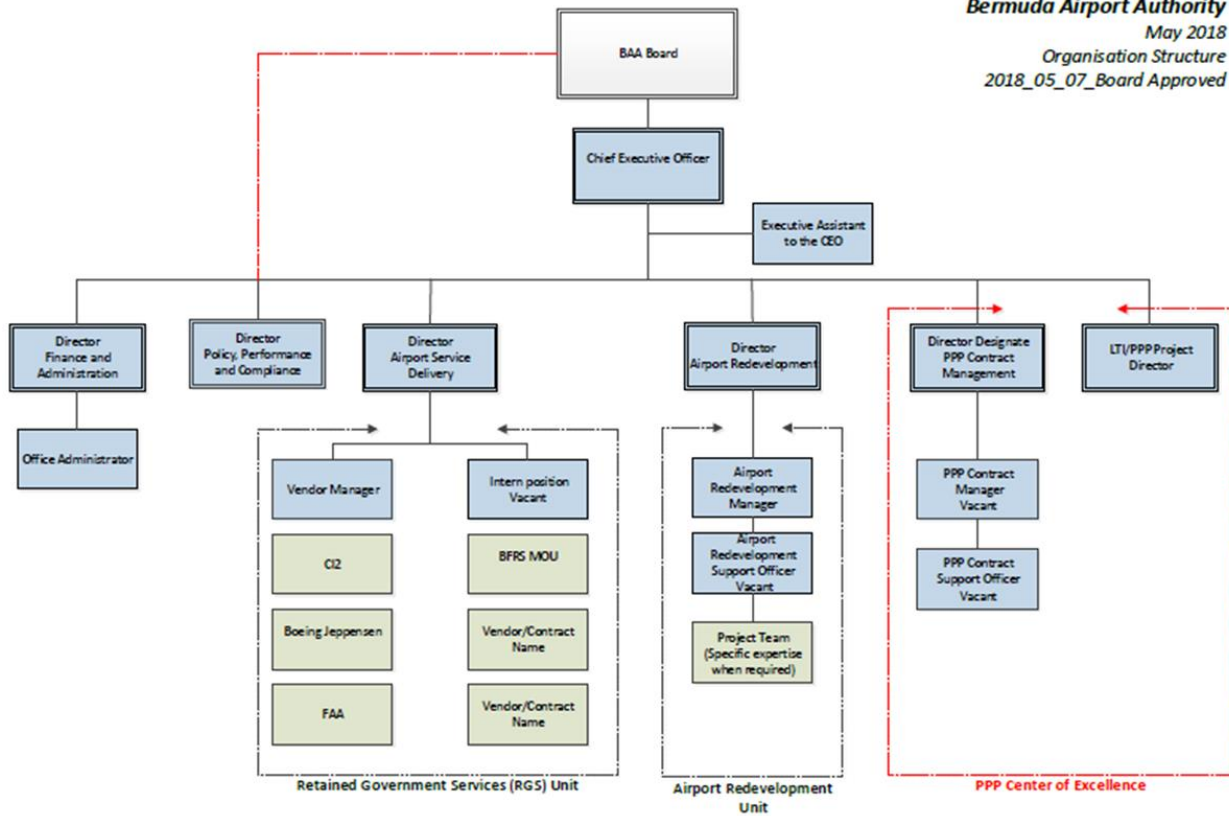 Bermuda Airport Authority
May 2018
Organisation Structure
2018_05_07_Board Approved
BAA Board
Chief Executive Officer
Executive Assistant
to the CEO
Director
Finance and
Administration
Director
Policy, Performance
and Compliance
Director
Airport Service
Delivery
Director
Airport Redevelopment
Director Designate
PPP Contract
Management
LTI/PPP Project
Director
Office Administrator
Vendor Manager
Intern position
Vacant
Airport
Redevelopment
Manager
PPP Contract
Manager
Vacant
CI2
BFRS MOU
Airport
Redevelopment
Support Officer
Vacant
PPP Contract
Support Officer
Vacant
Boeing Jeppensen
Vendor/Contract
Name
Project Team
(Specific expertise
when required)
FAA
Vendor/Contract
Name
Retained Government Services (RGS) Unit
Airport Redevelopment
Unit
PPP Center of Excellence